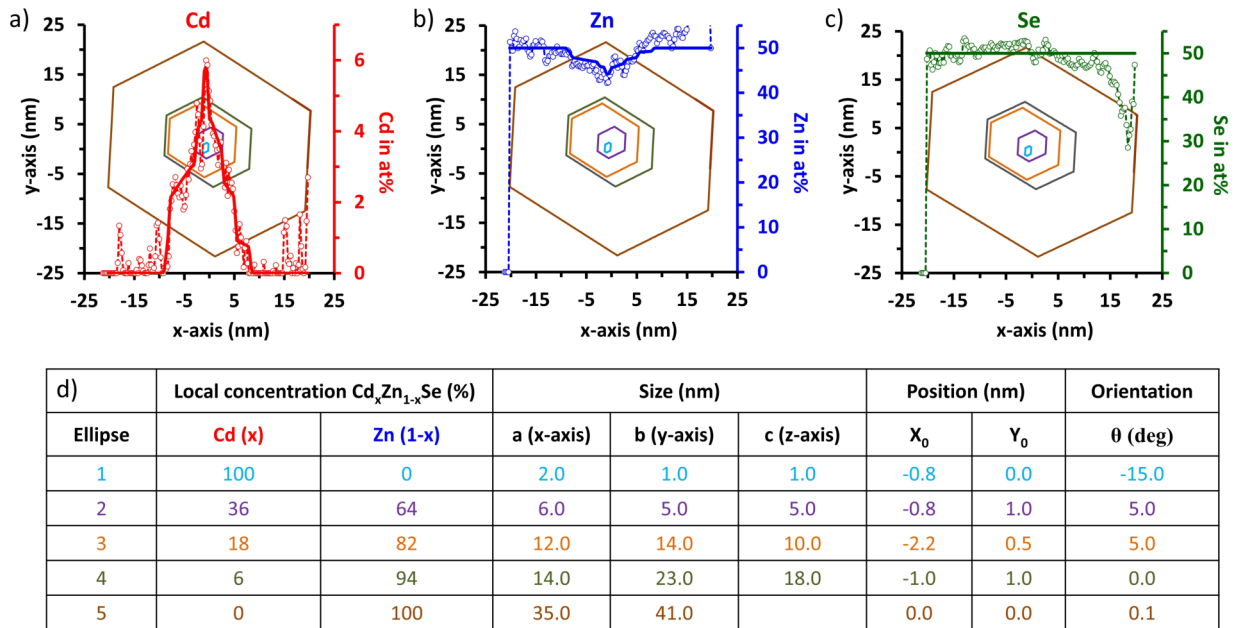 a) Cd
25
15
5
-5
-15
-25
y-axis (nm)
6
4
2
0
Cd in at%
-25 -15 -5 5 15 25
x-axis (nm)
b) Zn
25
15
5
-5
-15
-25
y-axis (nm)
50
40
30
20
10
0
Zn in at%
-25 -15 -5 5 15 25
x-axis (nm)
c) Se
25
15
5
-5
-15
-25
y-axis (nm)
50
40
30
20
10
0
Se in at%
-25 -15 -5 5 15 25
x-axis (nm)
d) Local concentration CdₓZn₁₋ₓSe (%) Size (nm) Position (nm) Orientation
Ellipse Cd (x) Zn (1-x) a (x-axis) b (y-axis) c (z-axis) X₀ Y₀ θ (deg)
1 100 0 2.0 1.0 1.0 -0.8 0.0 -15.0
2 36 64 6.0 5.0 5.0 -0.8 1.0 5.0
3 18 82 12.0 14.0 10.0 -2.2 0.5 5.0
4 6 94 14.0 23.0 18.0 -1.0 1.0 0.0
5 0 100 35.0 41.0 0.0 0.0 0.1